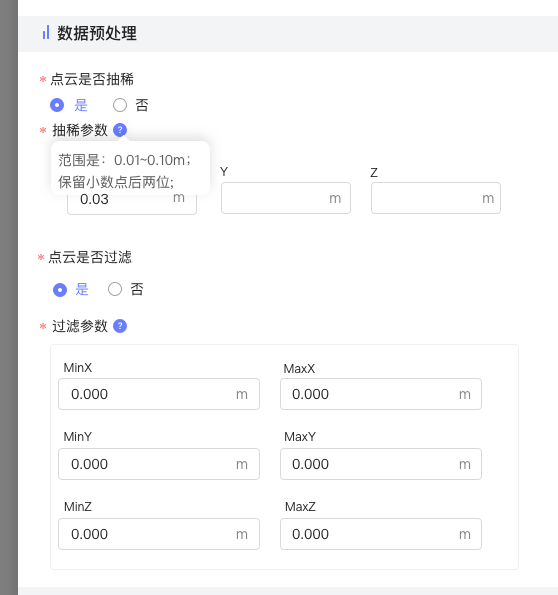 数据预处理
* 点云是否抽稀
是 否
* 抽稀参数 ?
范围是：0.01~0.10m；
保留小数点后两位;
Y Z
0.03 m m m
* 点云是否过滤
是 否
* 过滤参数 ?
MinX MaxX
0.000 m 0.000 m
MinY MaxY
0.000 m 0.000 m
MinZ MaxZ
0.000 m 0.000 m